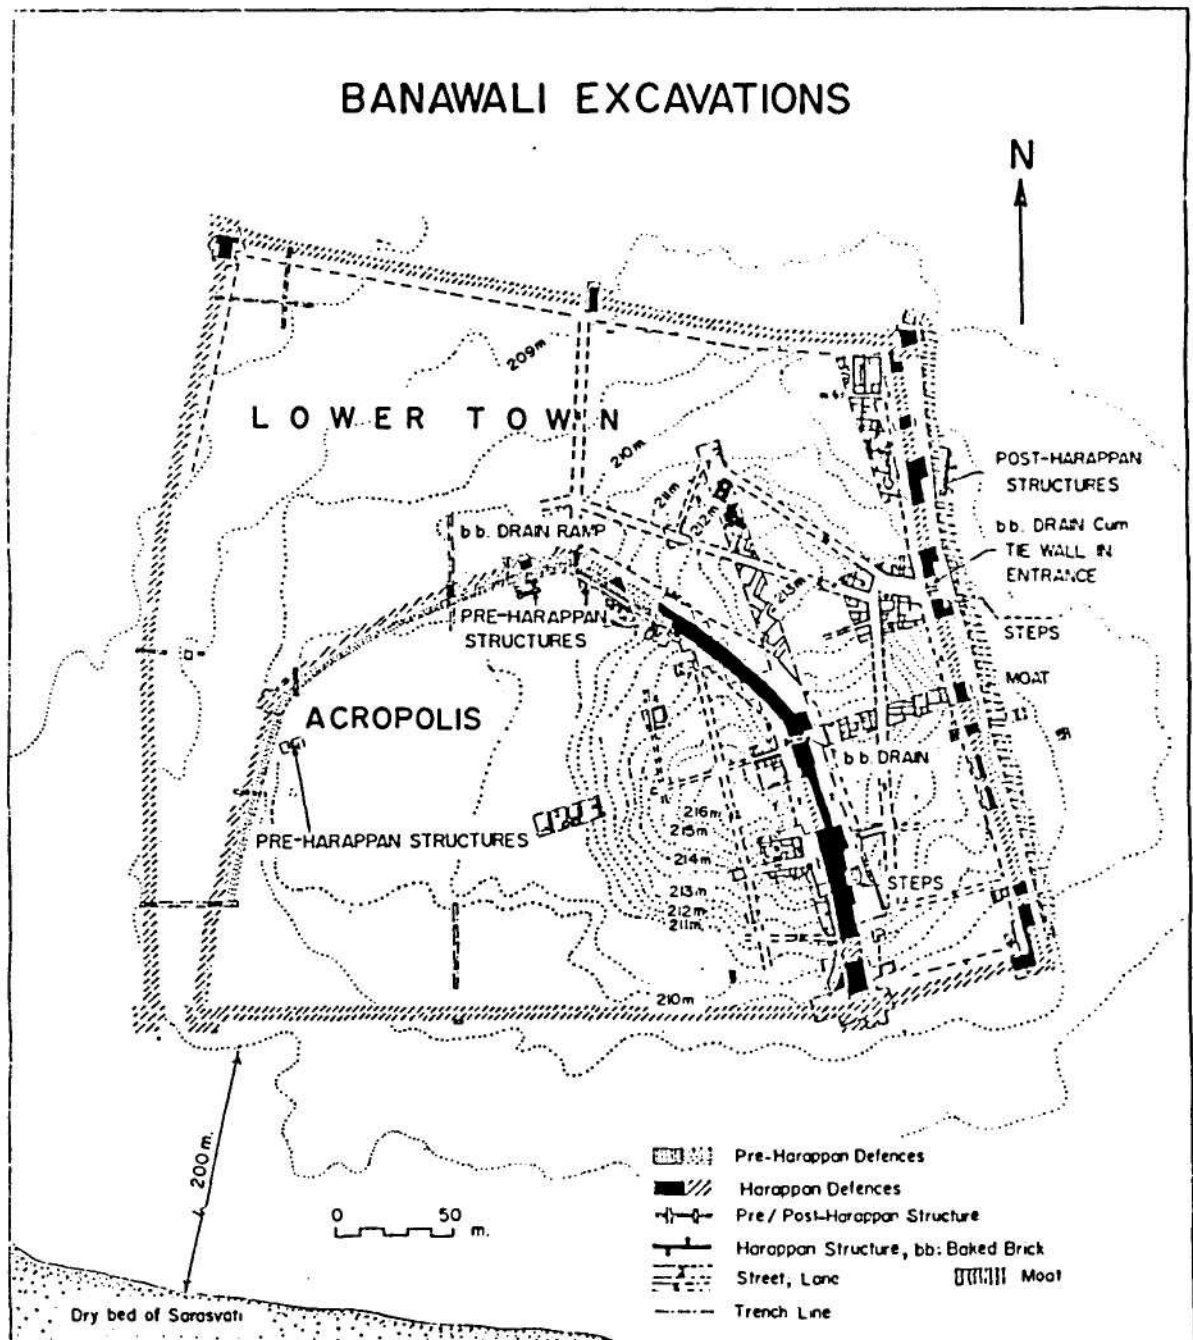 BANAWALI EXCAVATIONS
N
209m
LOWER TOWN
210m
211m
212m
213m
POST-HARAPPAN
STRUCTURES
b b. DRAIN RAMP
b b. DRAIN Cum
TIE WALL IN
ENTRANCE
PRE-HARAPPAN
STRUCTURES
STEPS
MOAT
ACROPOLIS
b b. DRAIN
PRE-HARAPPAN STRUCTURES
216m
215m
214m
213m
212m
211m
STEPS
210m
200m.
0 50
m.
Pre-Harappan Defences
Harappan Defences
Pre / Post-Harappan Structure
Harappan Structure, bb: Baked Brick
Street, Lane
Moat
Trench Line
Dry bed of Sarasvati